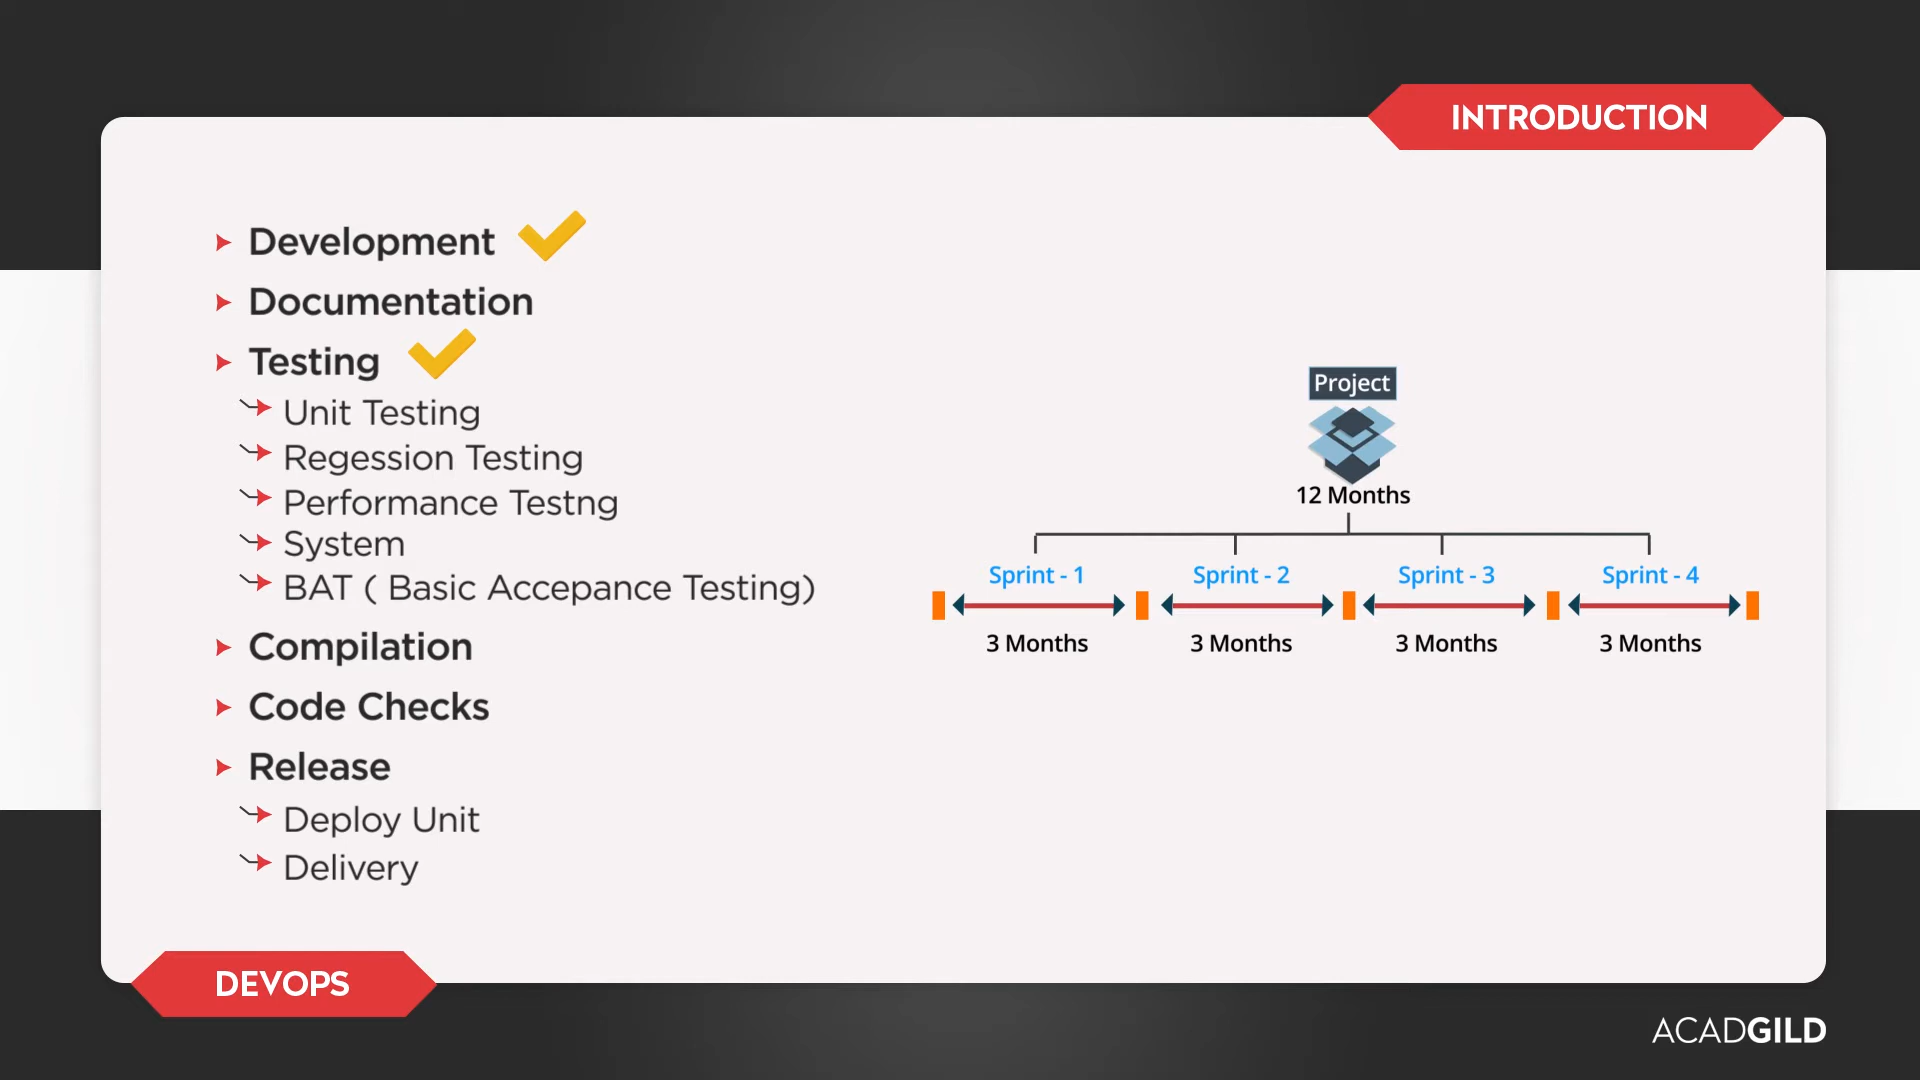 INTRODUCTION
Development
Documentation
Testing
Unit Testing
Regession Testing
Performance Testng
System
BAT ( Basic Accepance Testing)
Compilation
Code Checks
Release
Deploy Unit
Delivery
Project
12 Months
Sprint - 1 Sprint - 2 Sprint - 3 Sprint - 4
3 Months 3 Months 3 Months 3 Months
DEVOPS
ACADGILD